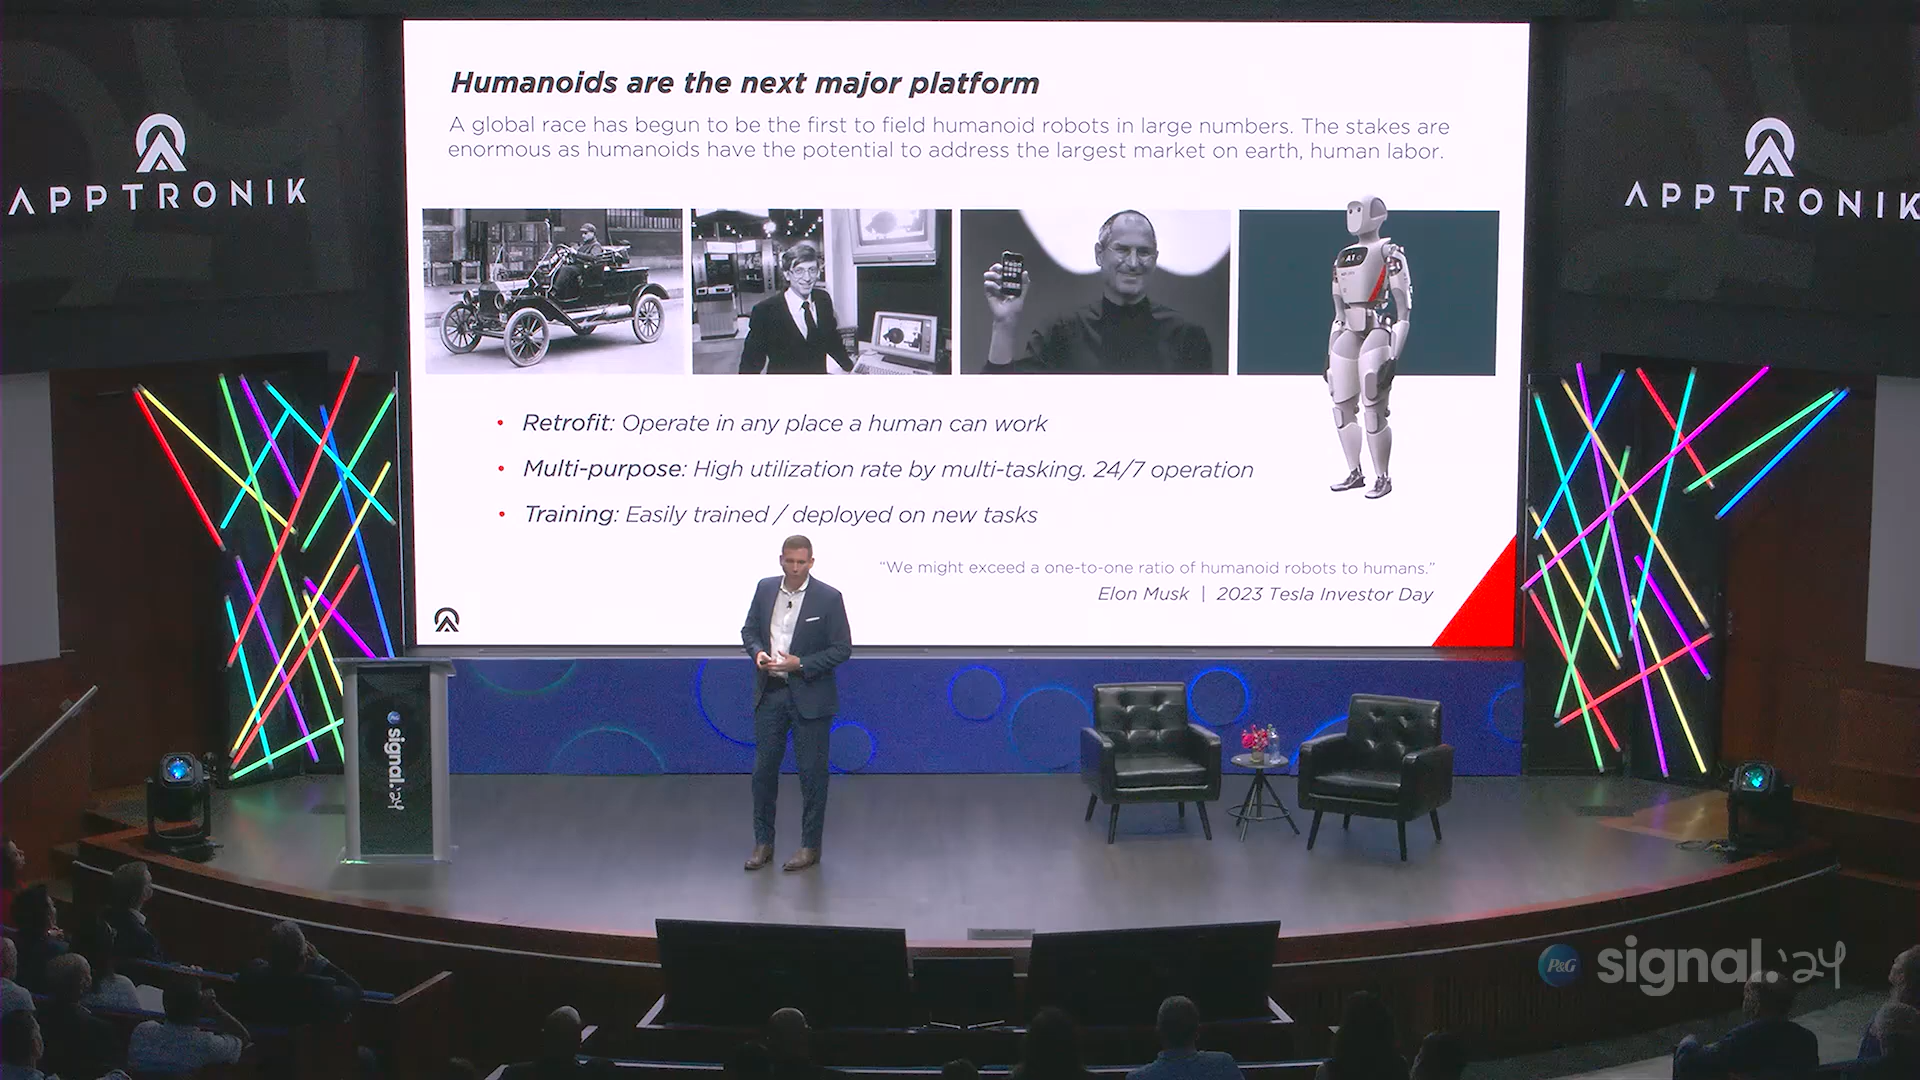 Humanoids are the next major platform
A global race has begun to be the first to field humanoid robots in large numbers. The stakes are
enormous as humanoids have the potential to address the largest market on earth, human labor.
APPTRONIK
APPTRONIK
A1
• Retrofit: Operate in any place a human can work
• Multi-purpose: High utilization rate by multi-tasking. 24/7 operation
• Training: Easily trained / deployed on new tasks
“We might exceed a one-to-one ratio of humanoid robots to humans.”
Elon Musk | 2023 Tesla Investor Day
signal.'24
P&G signal.'24